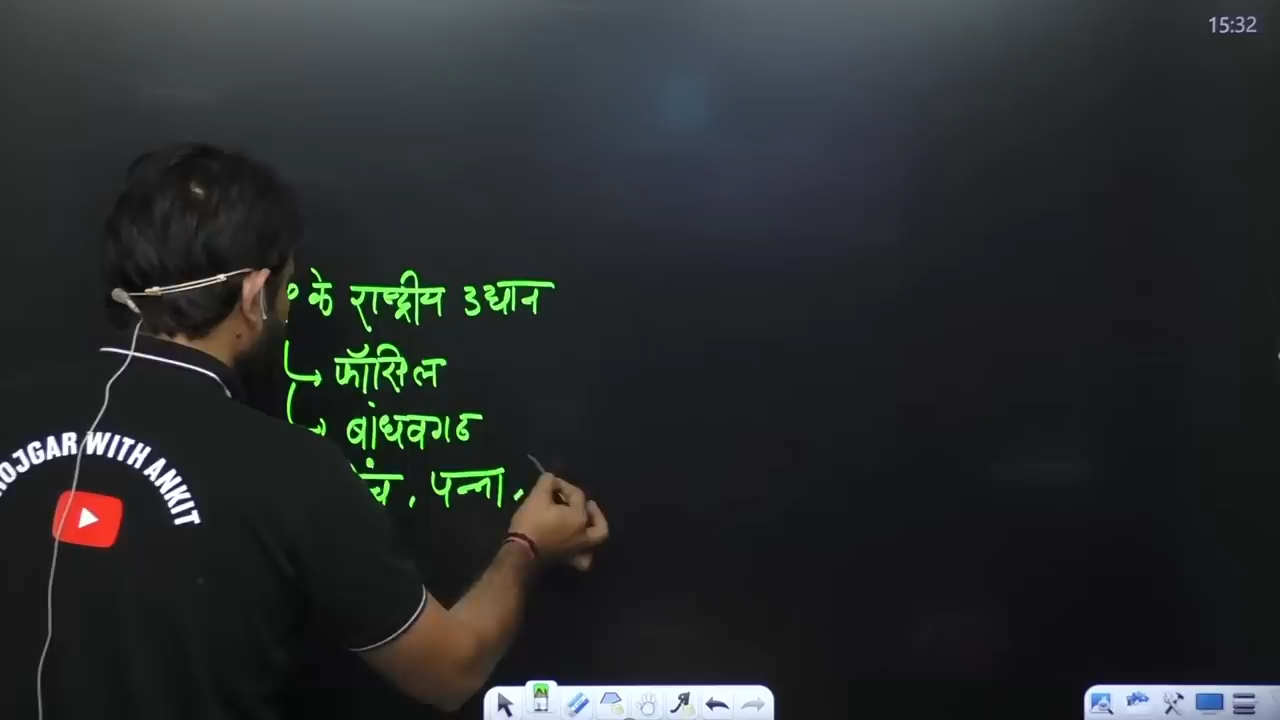 15:32
के राष्ट्रीय उद्यान
फॉसिल
बांधवगढ
पन्ना,
ROJGAR WITH ANKIT